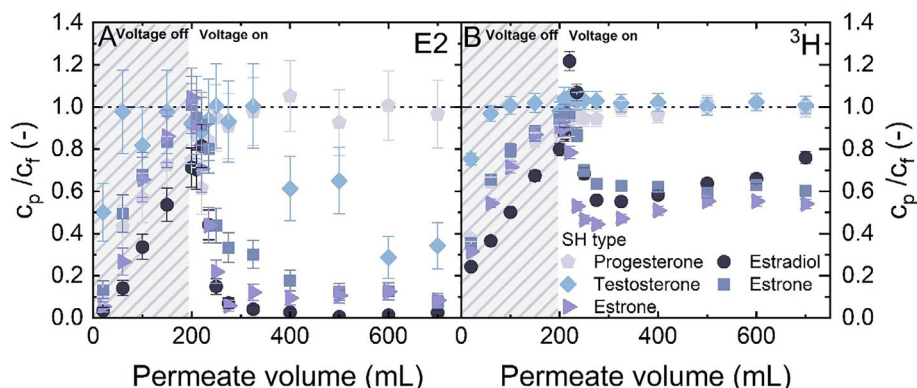 A Voltage off Voltage on E2
B Voltage off Voltage on ³H
cₚ/c_f (-)
1.4
1.2
1.0
0.8
0.6
0.4
0.2
0.0
0 200 400 600
Permeate volume (mL)
SH type
Progesterone Estradiol
Testosterone Estrone
Estrone
0 200 400 600
Permeate volume (mL)
1.4
1.2
1.0
0.8
0.6
0.4
0.2
0.0
cₚ/c_f (-)